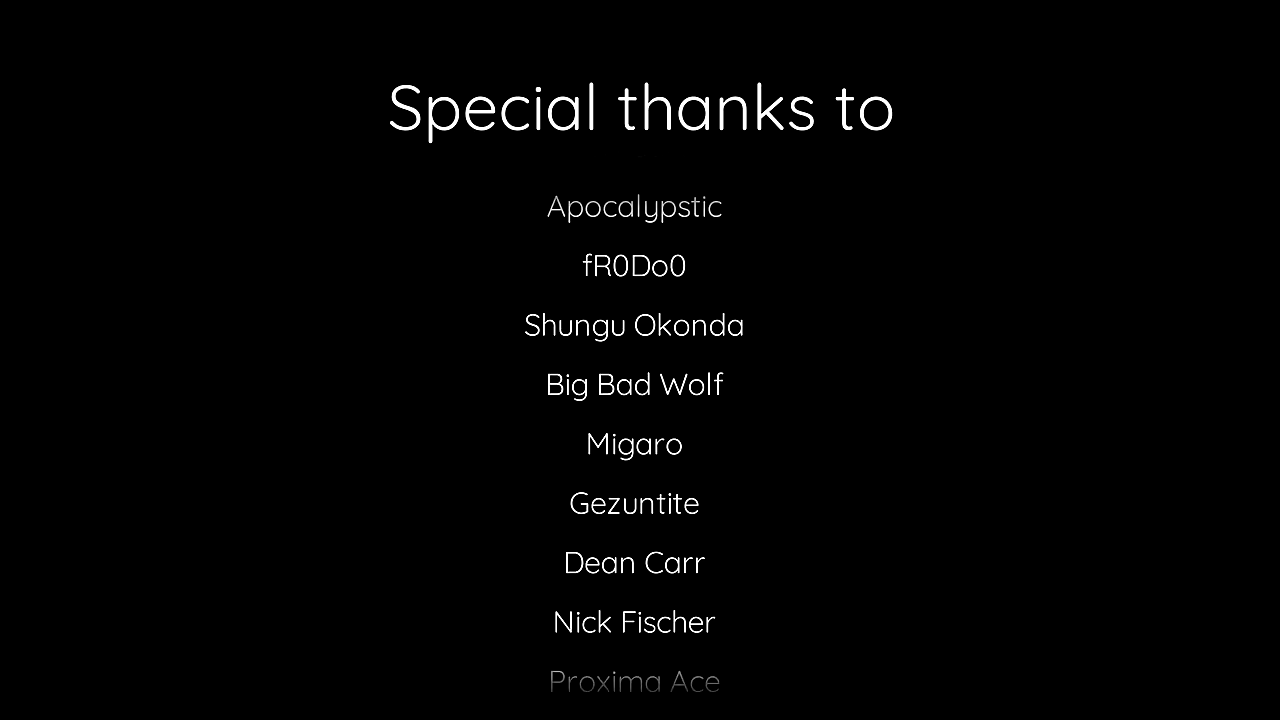 Special thanks to
Apocalypstic
fR0Do0
Shungu Okonda
Big Bad Wolf
Migaro
Gezuntite
Dean Carr
Nick Fischer
Proxima Ace